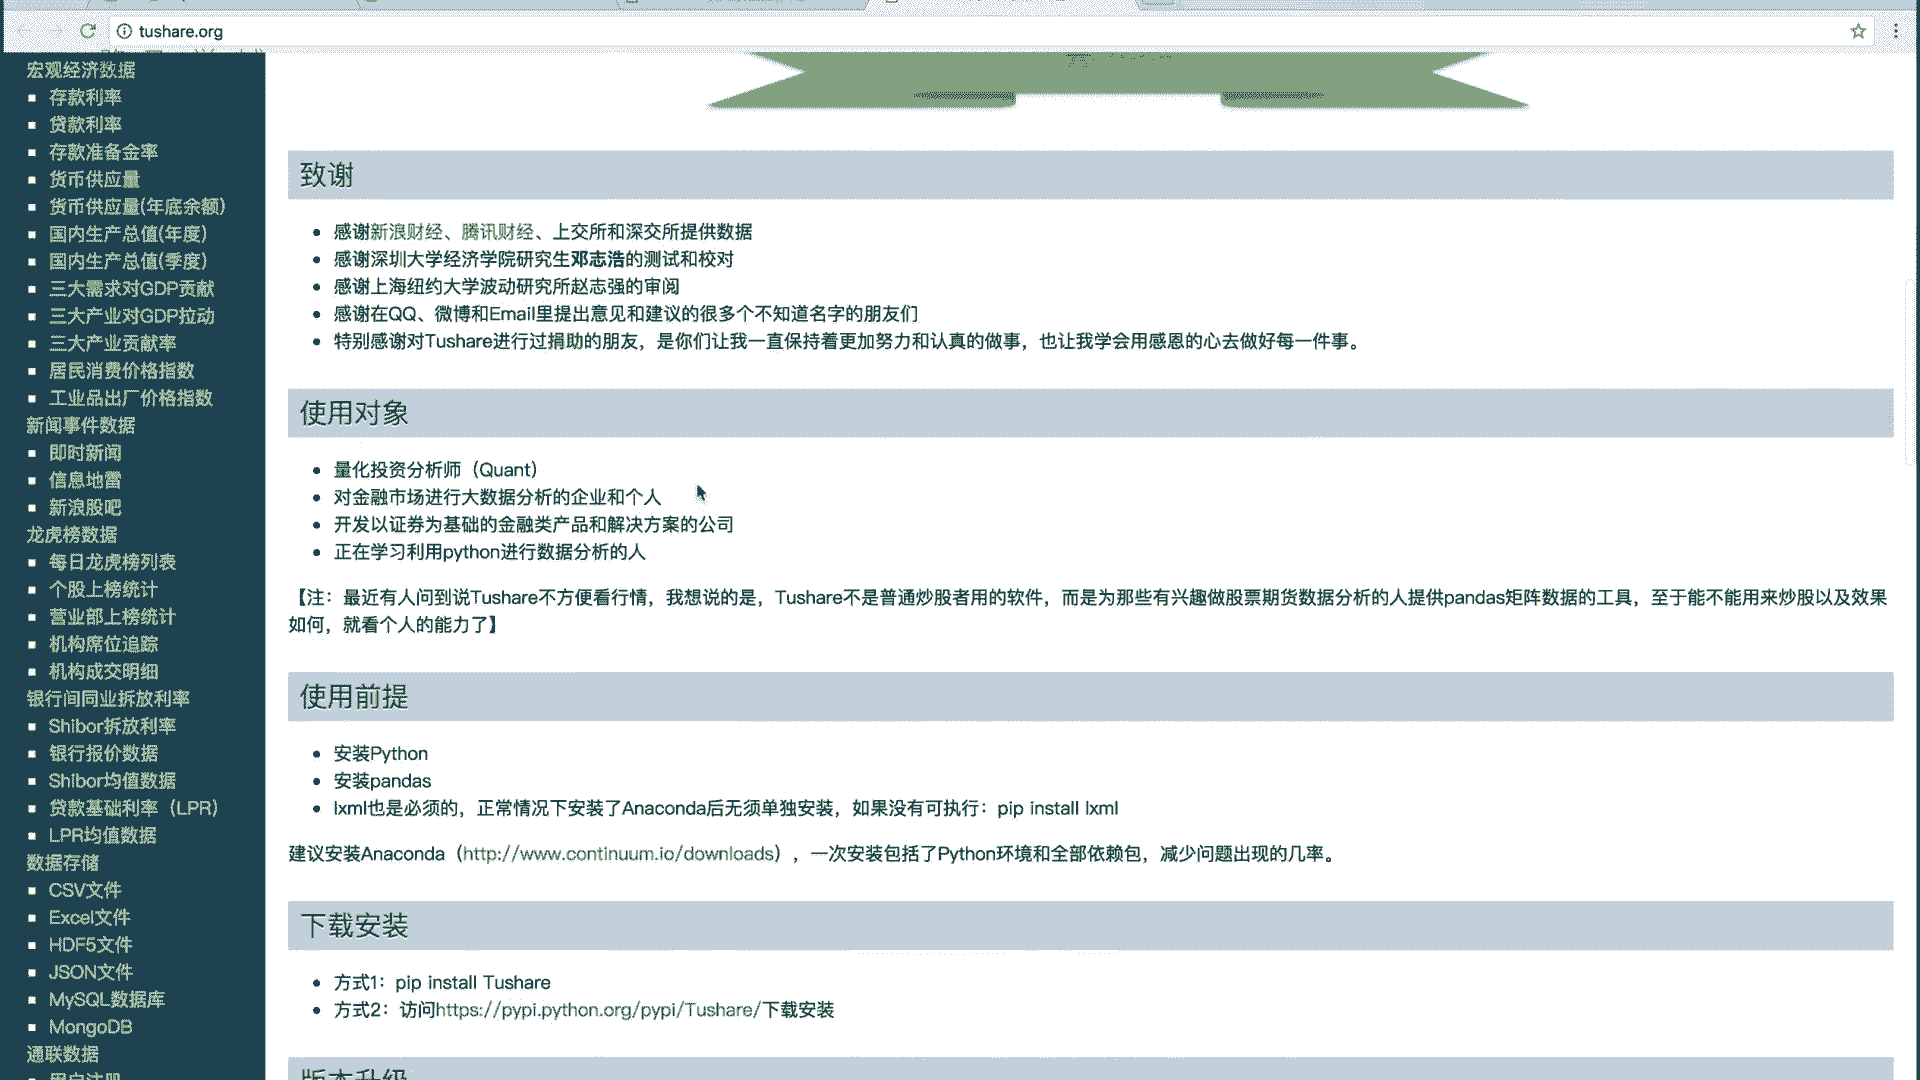 tushare.org
宏观经济数据
存款利率
贷款利率
存款准备金率
货币供应量
货币供应量(年底余额)
国内生产总值(年度)
国内生产总值(季度)
三大需求对GDP贡献
三大产业对GDP拉动
三大产业贡献率
居民消费价格指数
工业品出厂价格指数
新闻事件数据
即时新闻
信息地雷
新浪股吧
龙虎榜数据
每日龙虎榜列表
个股上榜统计
营业部上榜统计
机构席位追踪
机构成交明细
银行间同业拆放利率
Shibor拆放利率
银行报价数据
Shibor均值数据
贷款基础利率（LPR）
LPR均值数据
数据存储
CSV文件
Excel文件
HDF5文件
JSON文件
MySQL数据库
MongoDB
通联数据
用户注册
致谢
感谢新浪财经、腾讯财经、上交所和深交所提供数据
感谢深圳大学经济学院研究生邓志浩的测试和校对
感谢上海纽约大学波动研究所赵志强的审阅
感谢在QQ、微博和Email里提出意见和建议的很多个不知道名字的朋友们
特别感谢对Tushare进行过捐助的朋友，是你们让我一直保持着更加努力和认真的做事，也让我学会用感恩的心去做好每一件事。
使用对象
量化投资分析师（Quant）
对金融市场进行大数据分析的企业和个人
开发以证券为基础的金融类产品和解决方案的公司
正在学习利用python进行数据分析的人
【注：最近有人问到说Tushare不方便看行情，我想说的是，Tushare不是普通炒股者用的软件，而是为那些有兴趣做股票期货数据分析的人提供pandas矩阵数据的工具，至于能不能用来炒股以及效果
如何，就看个人的能力了】
使用前提
安装Python
安装pandas
lxml也是必须的，正常情况下安装了Anaconda后无须单独安装，如果没有可执行：pip install lxml
建议安装Anaconda（http://www.continuum.io/downloads），一次安装包括了Python环境和全部依赖包，减少问题出现的几率。
下载安装
方式1：pip install Tushare
方式2：访问https://pypi.python.org/pypi/Tushare/下载安装
版本升级